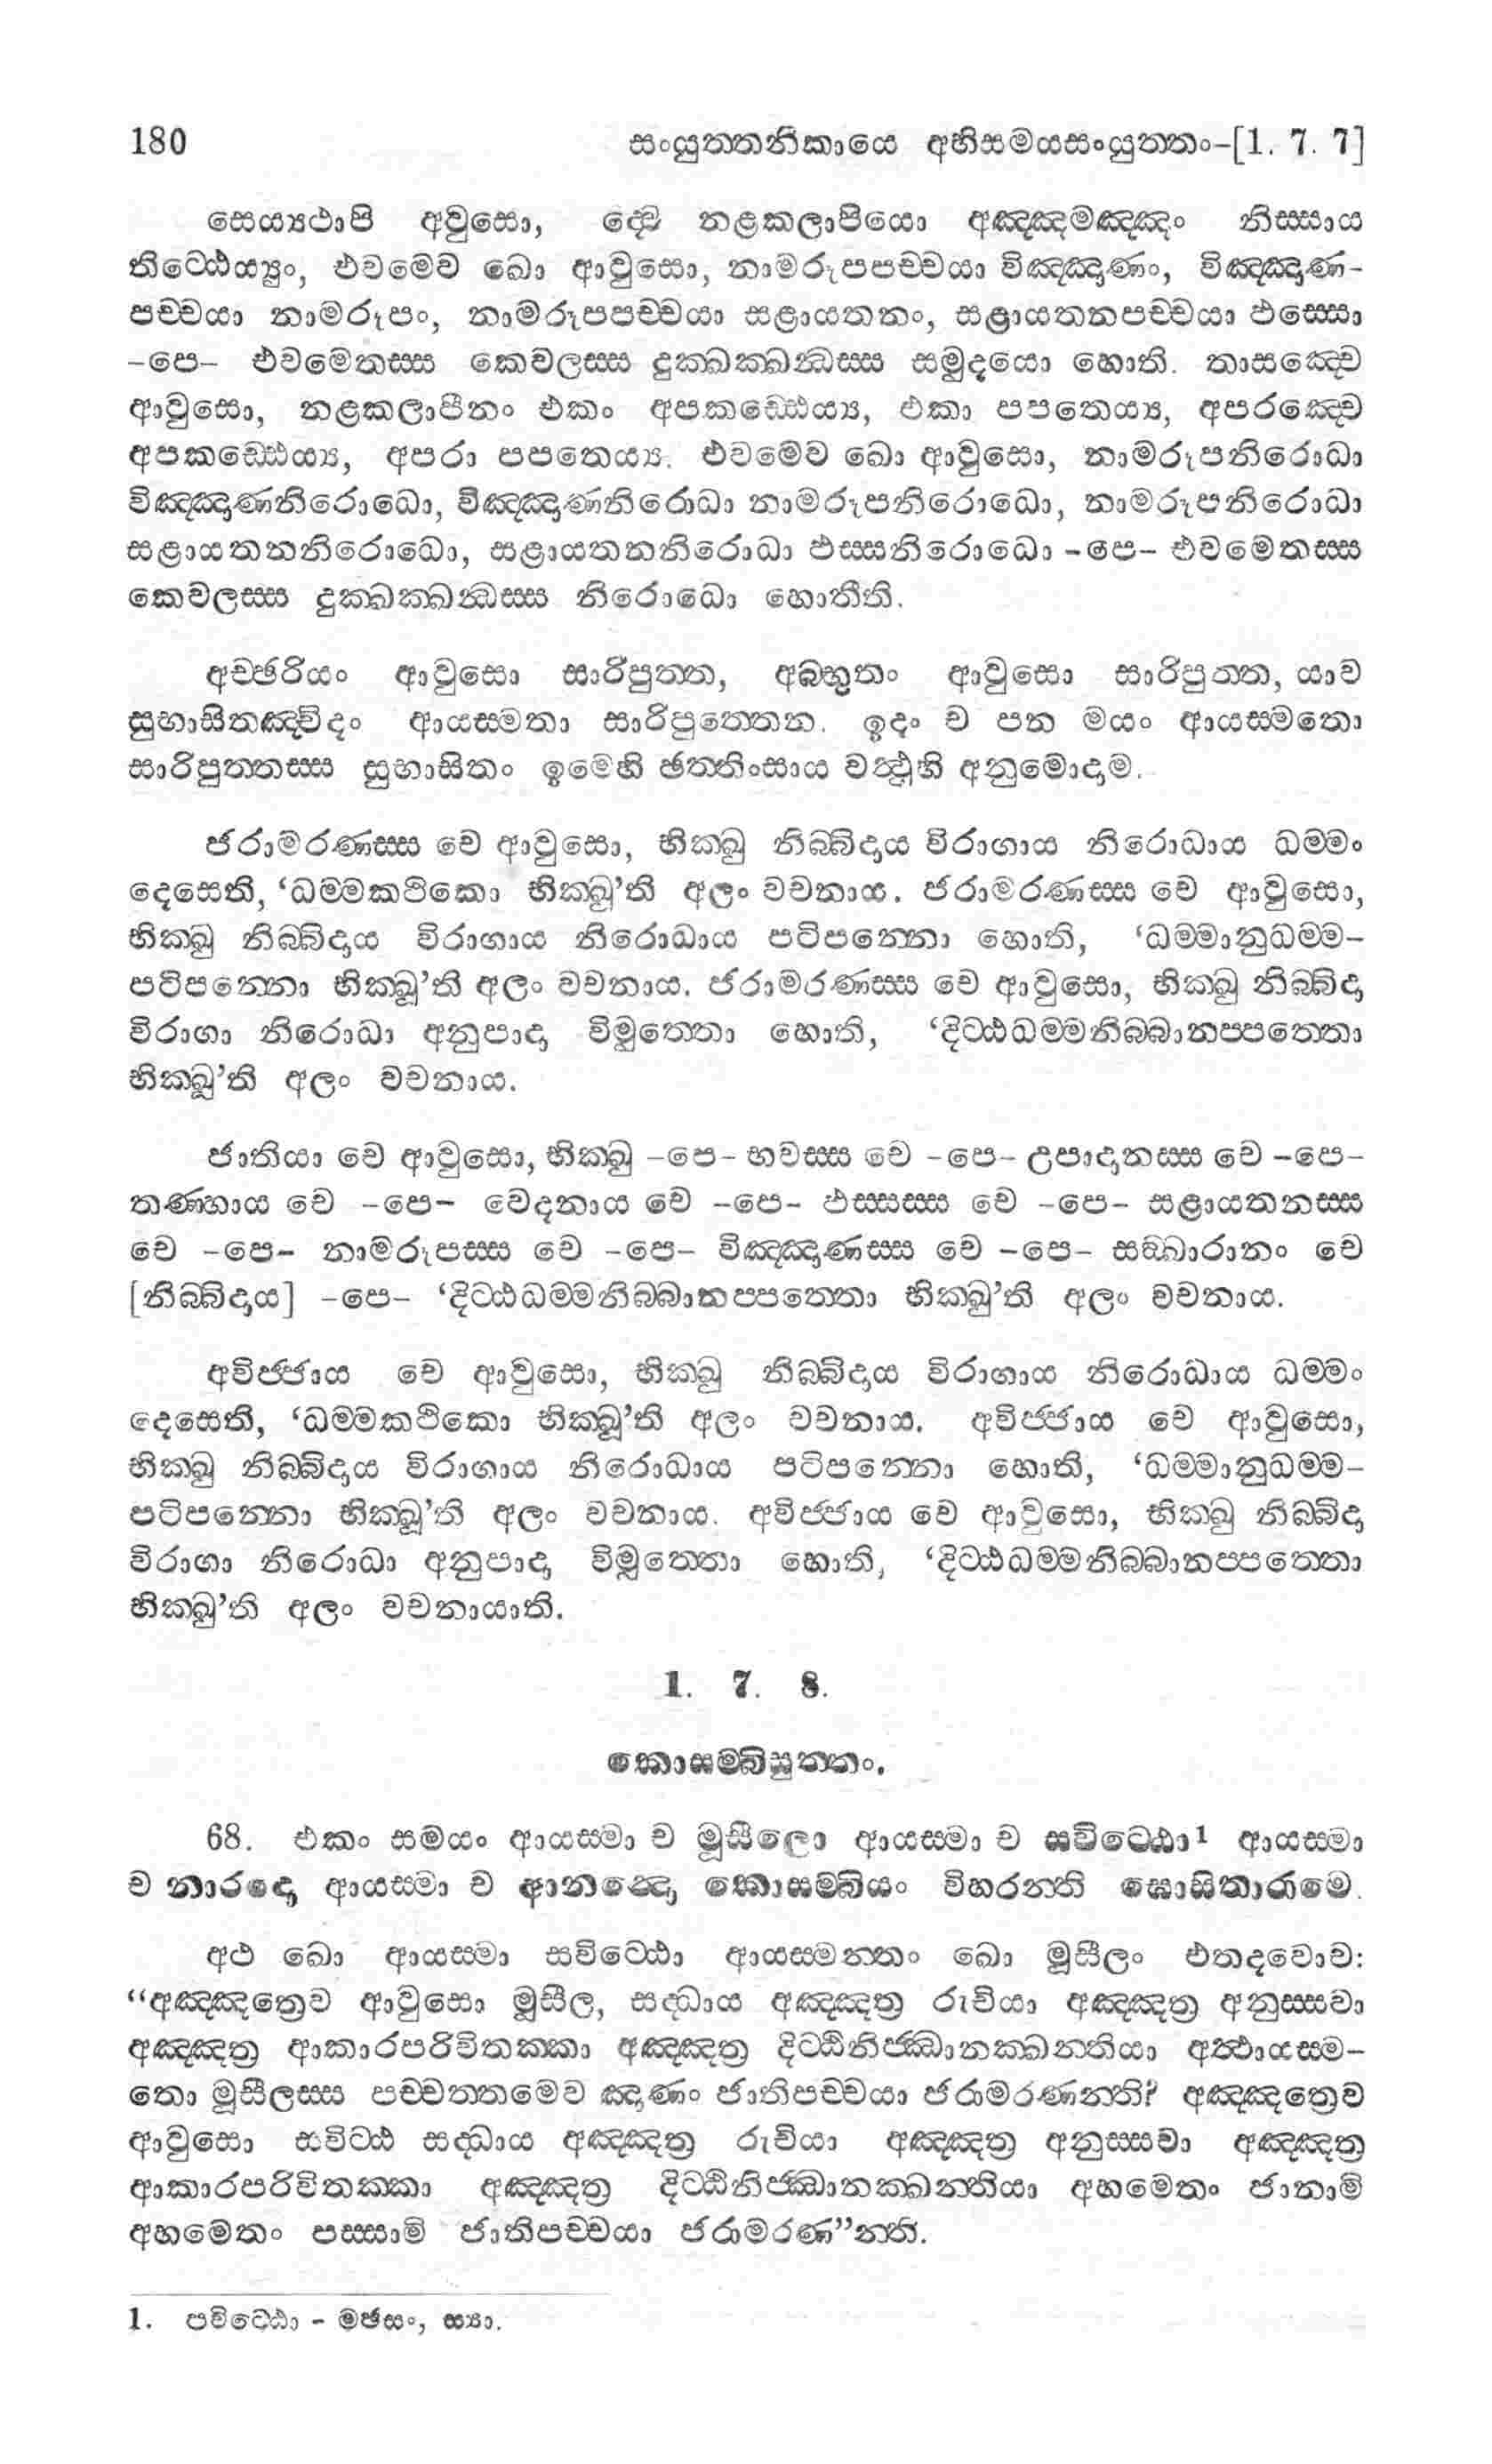 180 සංයුත්තනිකායෙ අභිසමයසංයුත්තං-[1. 7. 7]
සෙය්‍යථාපි අාවුසො, ද්වෙ නළකලාපියො අඤ්ඤමඤ්ඤං නිස්සාය
තිට්ඨෙය්‍යුං, එවමෙව ඛො ආවුසො, නාමරූපපච්චයා විඤ්ඤාණං, විඤ්ඤාණ-
පච්චයා නාමරූපං, නාමරූපපච්චයා සළායතනං, සළායතනපච්චයා ඵස්සො
-පෙ- එවමෙතස්ස කෙවලස්ස දුක්ඛක්ඛන්ධස්ස සමුදයො හොති. තාසඤ්චෙ
ආවුසො, නළකලාපීනං එකං අපකඩ්ඪෙය්‍ය, එකා පපතෙය්‍ය, අපරඤ්චෙ
අපකඩ්ඪෙය්‍ය, අපරා පපතෙය්‍ය. එවමෙව ඛො ආවුසො, නාමරූපනිරොධා
විඤ්ඤාණනිරොධො, විඤ්ඤාණනිරොධා නාමරූපනිරොධො, නාමරූපනිරොධා
සළායතනනිරොධො, සළායතනනිරොධා ඵස්සනිරොධො -පෙ- එවමෙතස්ස
කෙවලස්ස දුක්ඛක්ඛන්ධස්ස නිරොධො හොතීති.
අච්ඡරියං ආවුසො සාරිපුත්ත, අබ්භුතං ආවුසො සාරිපුත්ත, යාව
සුභාසිතඤ්චිදං ආයස්මතා සාරිපුත්තෙන. ඉදං ච පන මයං ආයස්මතො
සාරිපුත්තස්ස සුභාසිතං ඉමෙහි ඡත්තිංසාය වත්ථූහි අනුමොදාම.
ජරාමරණස්ස චෙ ආවුසො, භික්ඛු නිබ්බිදාය විරාගාය නිරොධාය ධම්මං
දෙසෙති, ‘ධම්මකථිකො භික්ඛූ’ති අලං වචනාය. ජරාමරණස්ස චෙ ආවුසො,
භික්ඛු නිබ්බිදාය විරාගාය නිරොධාය පටිපන්නො හොති, ‘ධම්මානුධම්ම-
පටිපන්නො භික්ඛූ’ති අලං වචනාය. ජරාමරණස්ස චෙ ආවුසො, භික්ඛු නිබ්බිදා
විරාගා නිරොධා අනුපාදා විමුත්තො හොති, ‘දිට්ඨධම්මනිබ්බානප්පත්තො
භික්ඛූ’ති අලං වචනාය.
ජාතියා චෙ ආවුසො, භික්ඛු -පෙ- භවස්ස චෙ -පෙ- උපාදානස්ස චෙ -පෙ-
තණ්හාය චෙ -පෙ- වෙදනාය චෙ -පෙ- ඵස්සස්ස චෙ -පෙ- සළායතනස්ස
චෙ -පෙ- නාමරූපස්ස චෙ -පෙ- විඤ්ඤාණස්ස චෙ -පෙ- සඞ්ඛාරානං චෙ
[නිබ්බිදාය] -පෙ- ‘දිට්ඨධම්මනිබ්බානප්පත්තො භික්ඛු’ති අලං වචනාය.
අවිජ්ජාය චෙ ආවුසො, භික්ඛු නිබ්බිදාය විරාගාය නිරොධාය ධම්මං
දෙසෙති, ‘ධම්මකථිකො භික්ඛූ’ති අලං වචනාය. අවිජ්ජාය චෙ ආවුසො,
භික්ඛු නිබ්බිදාය විරාගාය නිරොධාය පටිපන්නො හොති, ‘ධම්මානුධම්ම-
පටිපන්නො භික්ඛූ’ති අලං වචනාය. අවිජ්ජාය චෙ ආවුසො, භික්ඛු නිබ්බිදා
විරාගා නිරොධා අනුපාදා විමුත්තො හොති, ‘දිට්ඨධම්මනිබ්බානප්පත්තො
භික්ඛු’ති අලං වචනායාති.
1. 7. 8.
කොසම්බිසුත්තං.
68. එකං සමයං ආයස්මා ච මූසීලො ආයස්මා ච සවිට්ඨො¹ ආයස්මා
ච නාරදො ආයස්මා ච ආනන්දො කොසම්බියං විහරන්ති ඝොසිතාරාමෙ.
අථ ඛො ආයස්මා සවිට්ඨො ආයස්මන්තං ඛො මූසීලං එතදවොච:
“අඤ්ඤත්‍රෙව ආවුසො මූසීල, සද්ධාය අඤ්ඤත්‍ර රුචියා අඤ්ඤත්‍ර අනුස්සවා
අඤ්ඤත්‍ර ආකාරපරිවිතක්කා අඤ්ඤත්‍ර දිට්ඨිනිජ්ඣානක්ඛන්තියා අත්ථායස්ම-
තො මූසීලස්ස පච්චත්තමෙව ඤාණං ජාතිපච්චයා ජරාමරණන්ති? අඤ්ඤත්‍රෙව
ආවුසො සවිට්ඨ සද්ධාය අඤ්ඤත්‍ර රුචියා අඤ්ඤත්‍ර අනුස්සවා අඤ්ඤත්‍ර
ආකාරපරිවිතක්කා අඤ්ඤත්‍ර දිට්ඨිනිජ්ඣානක්ඛන්තියා අහමෙතං ජානාමි
අහමෙතං පස්සාමි ජාතිපච්චයා ජරාමරණ”න්ති.
1. පවිට්ඨො - මඡසං, ස්‍යා.